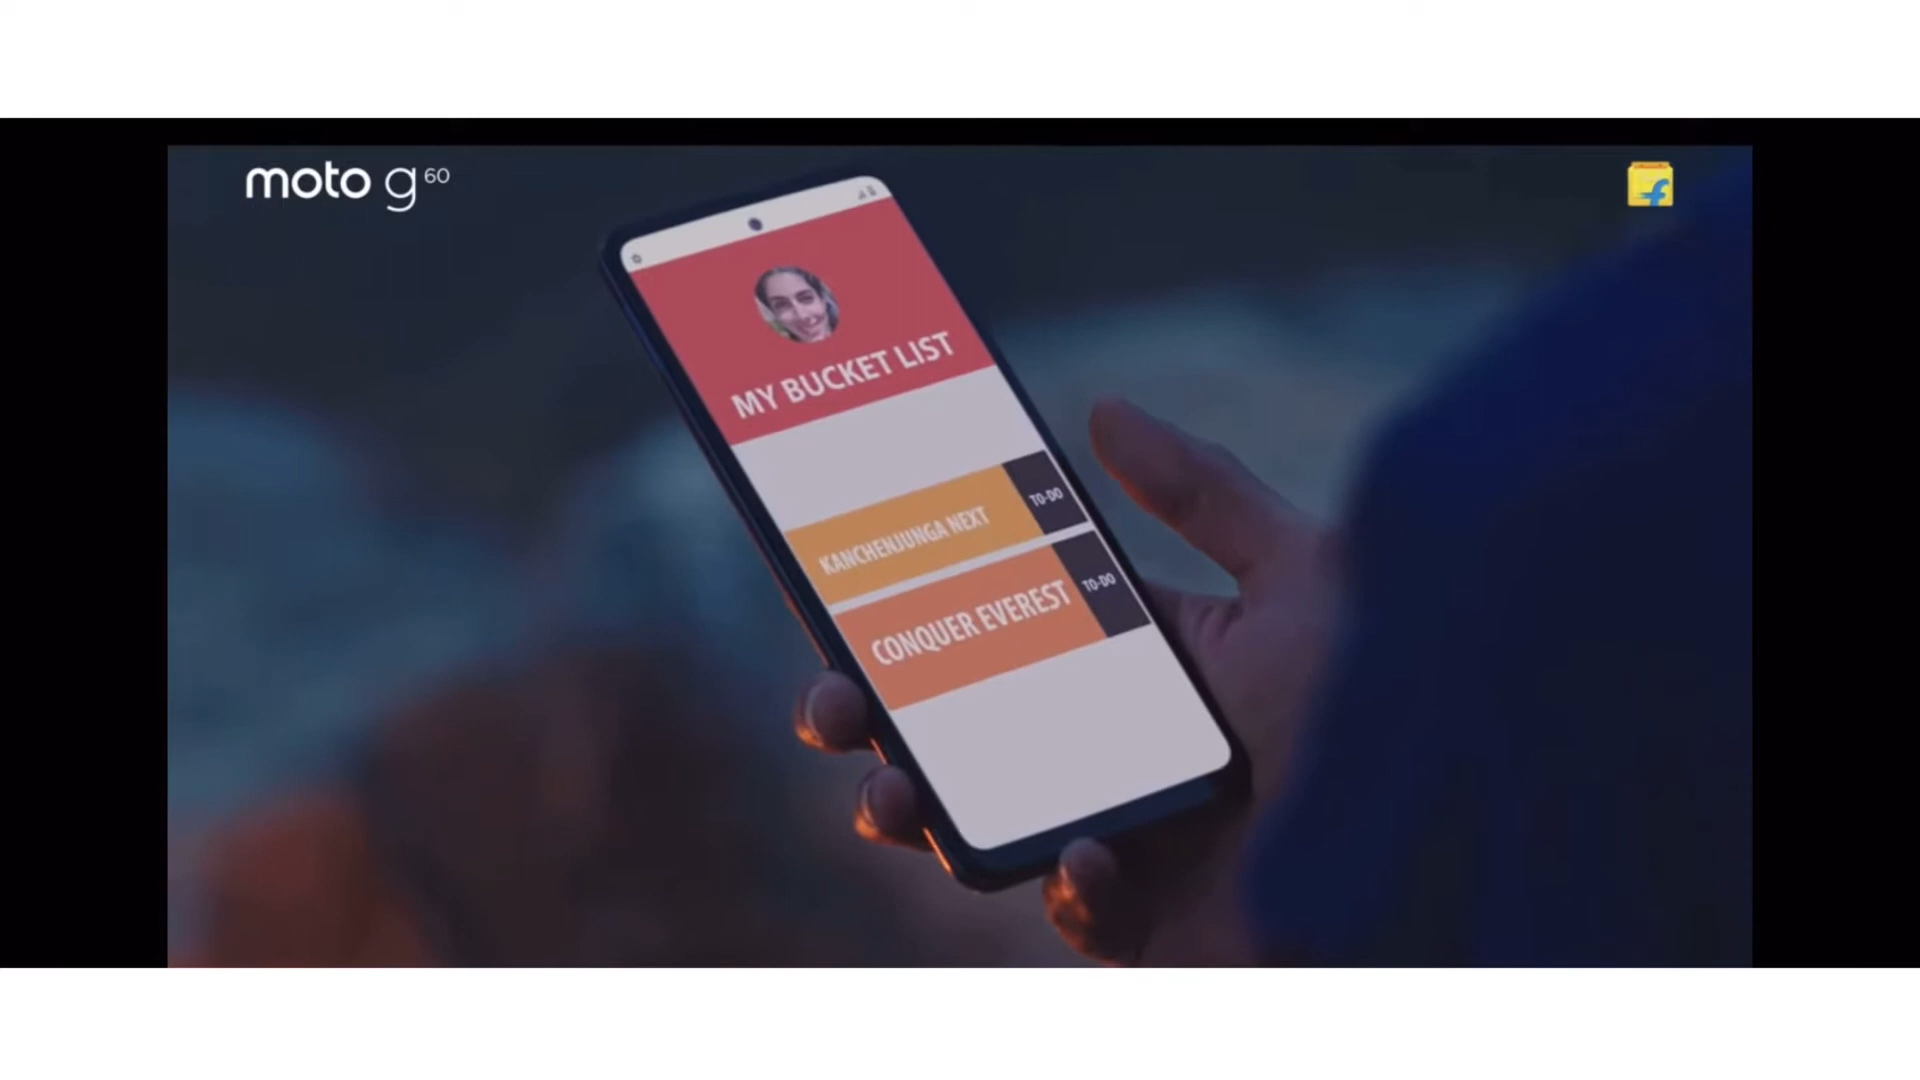 moto g60
MY BUCKET LIST
KANCHENJUNGA NEXT
TO-DO
CONQUER EVEREST
TO-DO